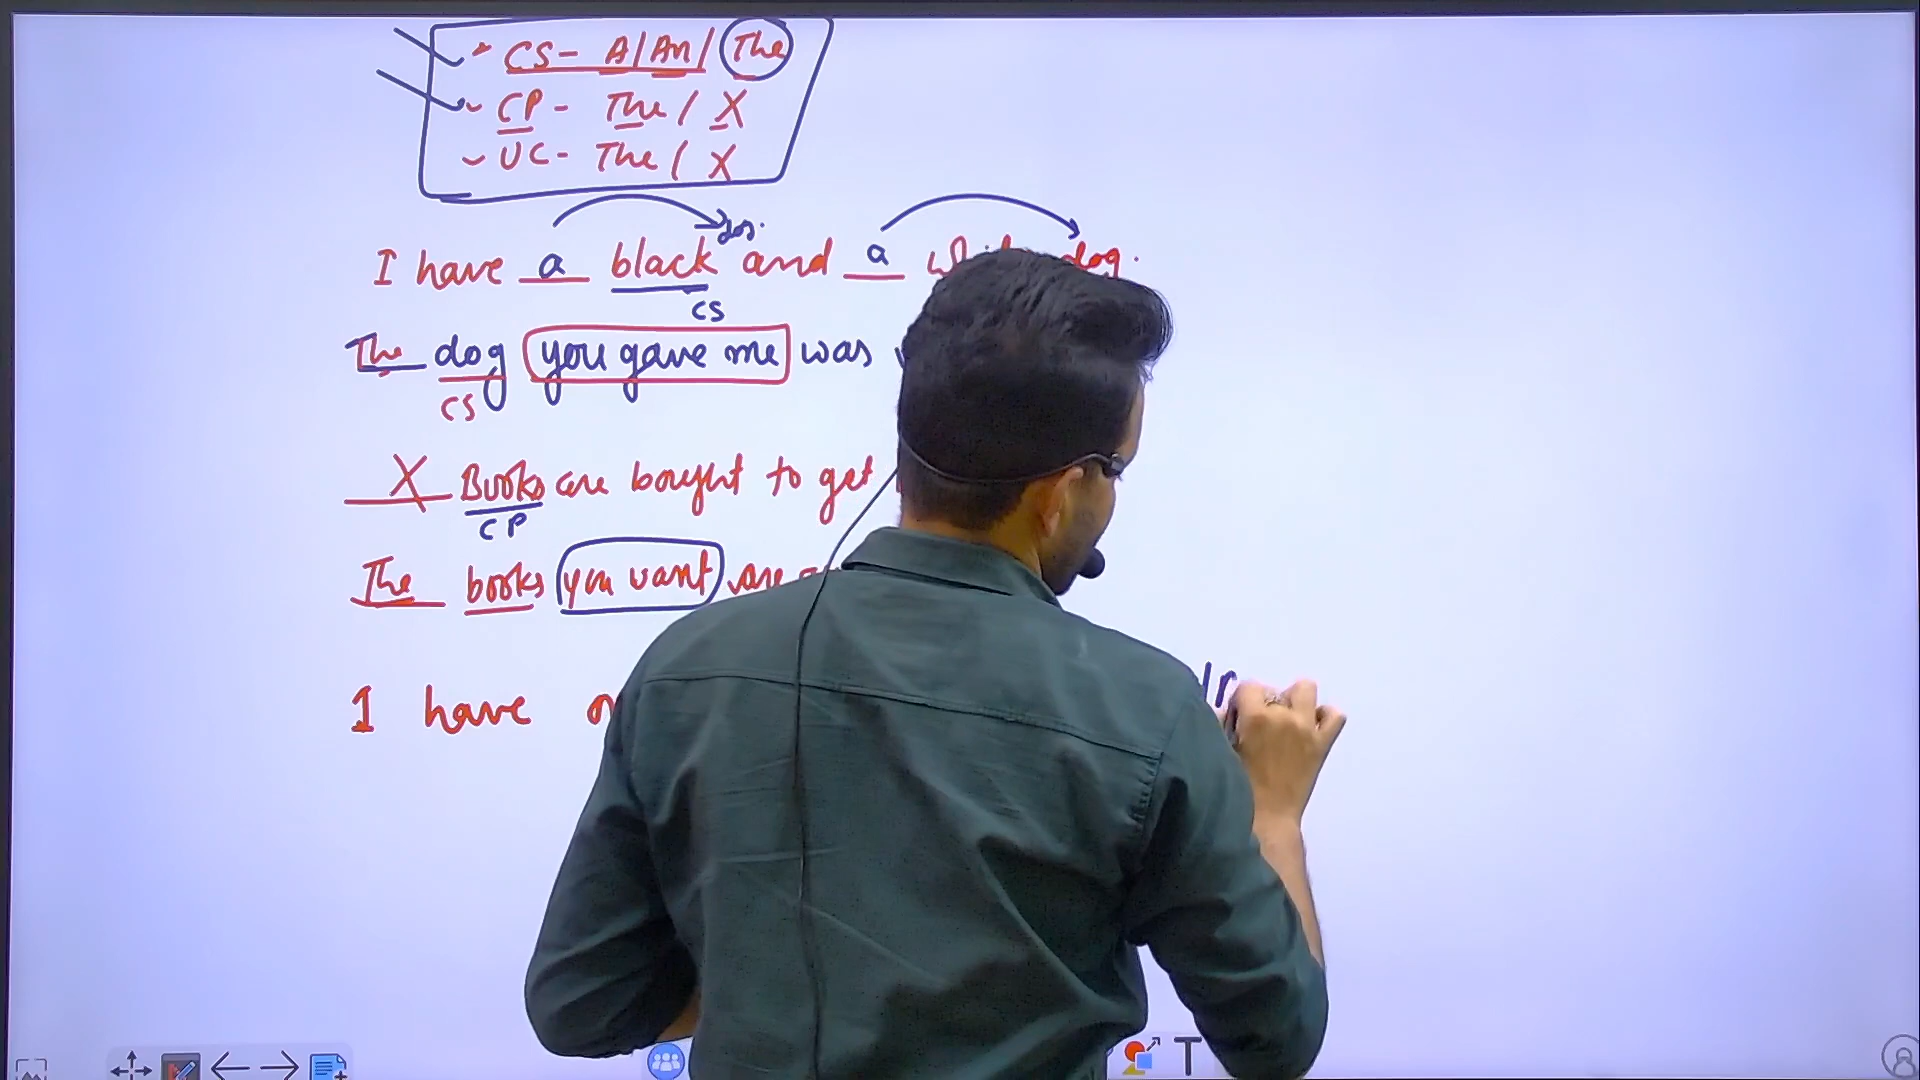 CS - A/An/ The
CP - The / X
UC - The / X
dog.
I have a black and a dog.
CS
The dog you gave me was
CS
X Books are bought to get
CP
The books you want are
I have
T